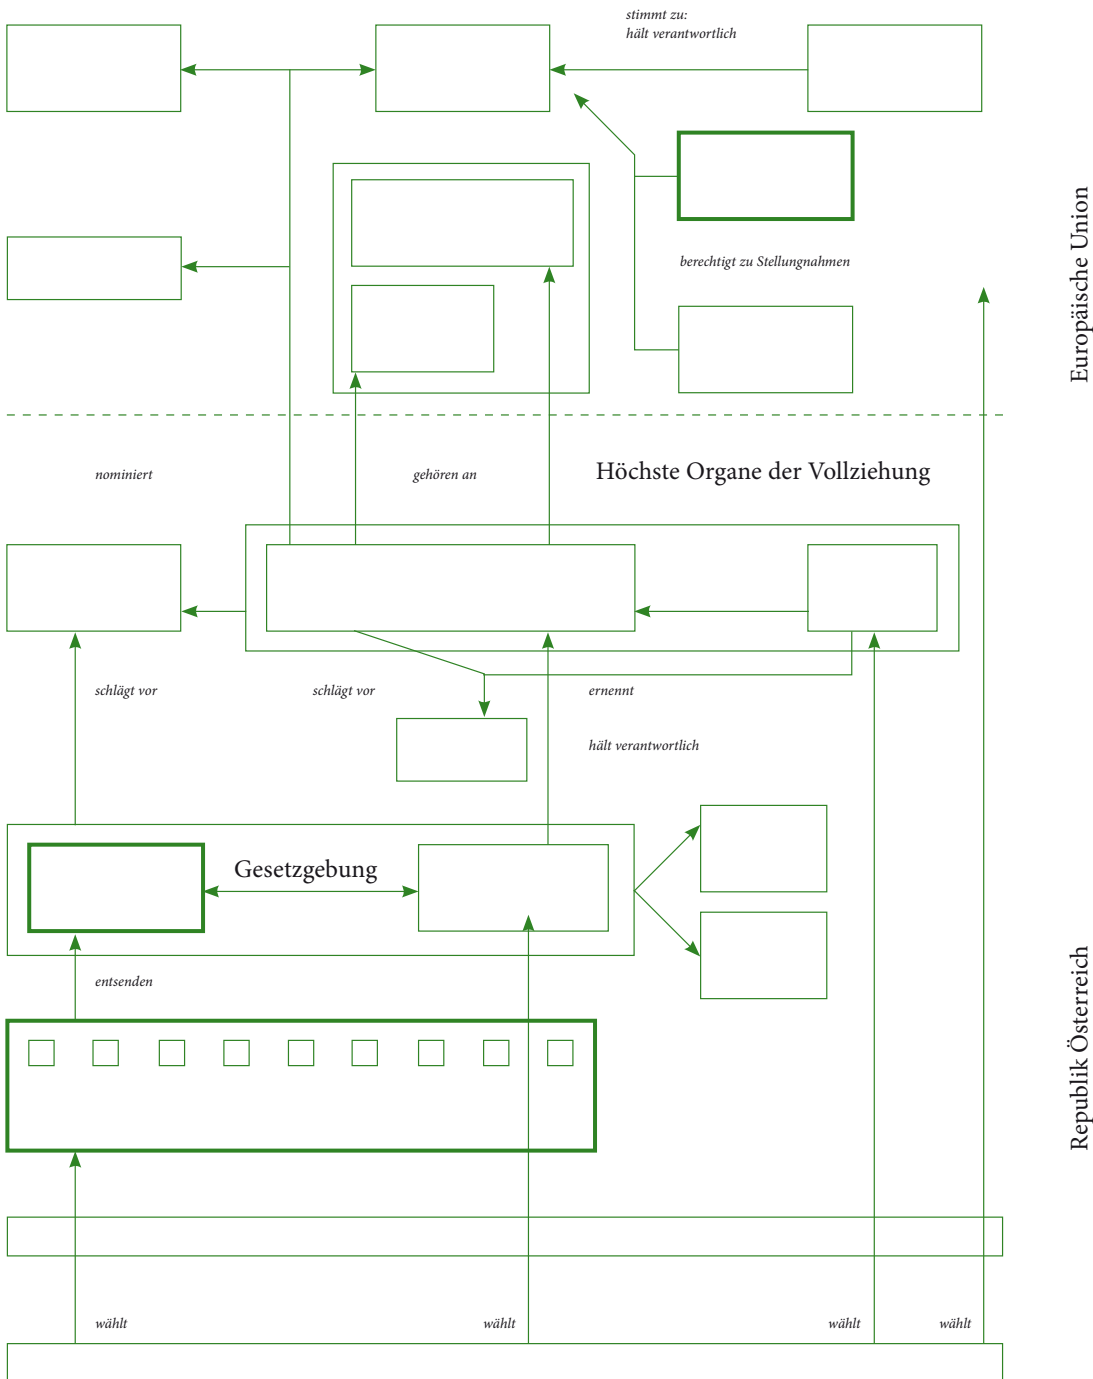 stimmt zu:
hält verantwortlich
Europäische Union
berechtigt zu Stellungnahmen
nominiert
gehören an
Höchste Organe der Vollziehung
schlägt vor
schlägt vor
ernennt
hält verantwortlich
Gesetzgebung
entsenden
Republik Österreich
wählt
wählt
wählt
wählt